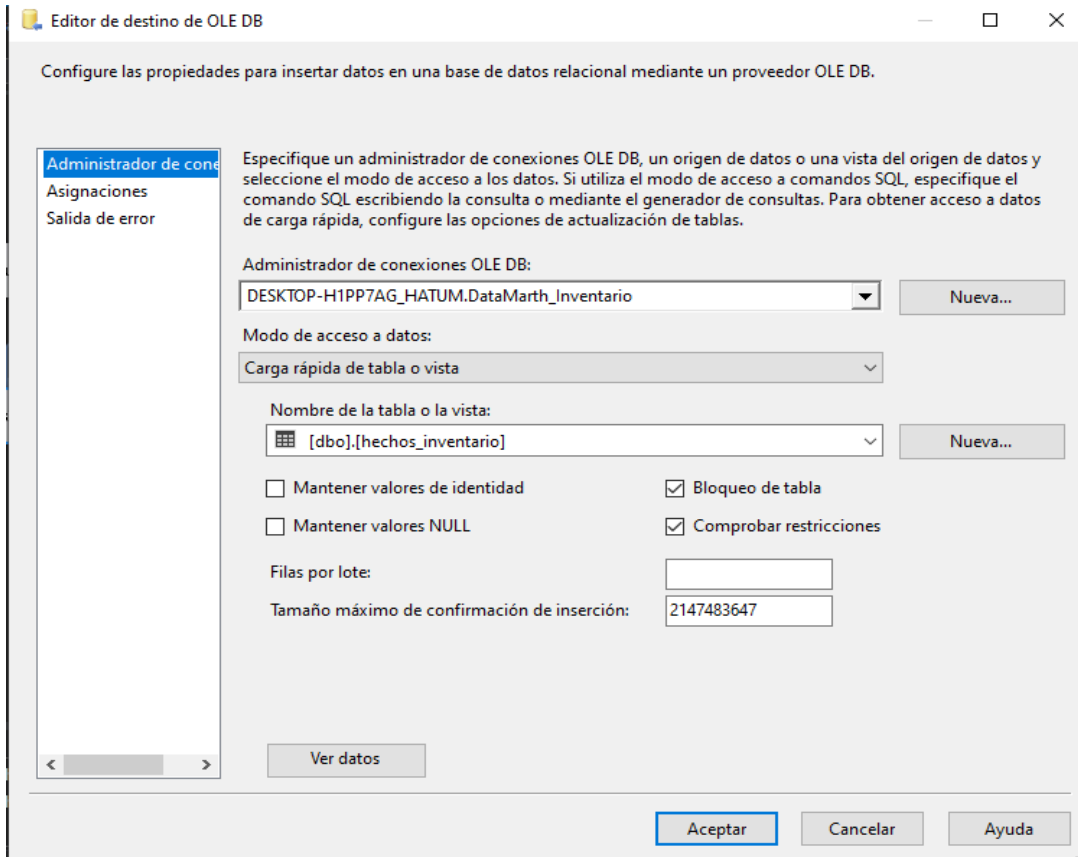 Editor de destino de OLE DB
Configure las propiedades para insertar datos en una base de datos relacional mediante un proveedor OLE DB.
Administrador de cone
Asignaciones
Salida de error
Especifique un administrador de conexiones OLE DB, un origen de datos o una vista del origen de datos y
seleccione el modo de acceso a los datos. Si utiliza el modo de acceso a comandos SQL, especifique el
comando SQL escribiendo la consulta o mediante el generador de consultas. Para obtener acceso a datos
de carga rápida, configure las opciones de actualización de tablas.
Administrador de conexiones OLE DB:
DESKTOP-H1PP7AG_HATUM.DataMarth_Inventario
Nueva...
Modo de acceso a datos:
Carga rápida de tabla o vista
Nombre de la tabla o la vista:
[dbo].[hechos_inventario]
Nueva...
Mantener valores de identidad
Bloqueo de tabla
Mantener valores NULL
Comprobar restricciones
Filas por lote:
Tamaño máximo de confirmación de inserción:
2147483647
Ver datos
Aceptar
Cancelar
Ayuda